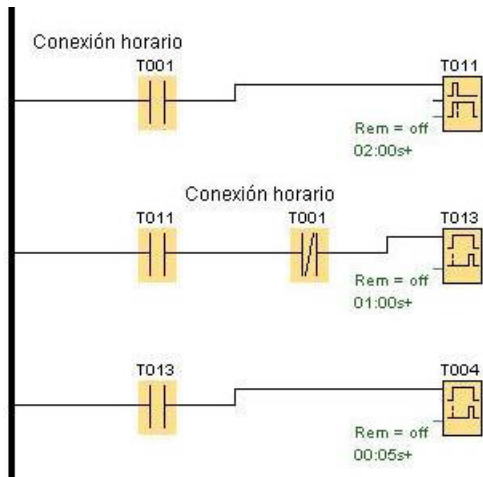 Conexión horario
T001
T011
Rem = off
02:00s+
Conexión horario
T011
T001
T013
Rem = off
01:00s+
T013
T004
Rem = off
00:05s+